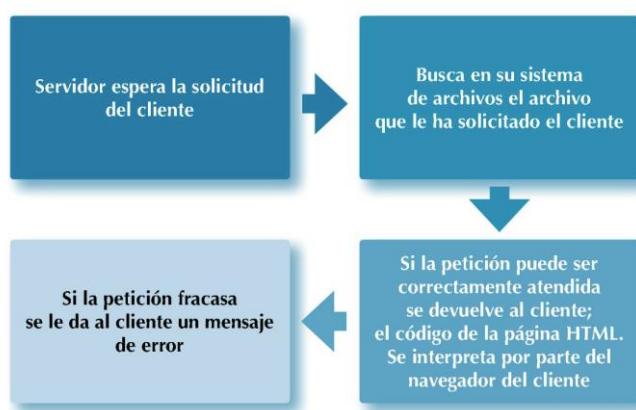 Servidor espera la solicitud
del cliente
Busca en su sistema
de archivos el archivo
que le ha solicitado el cliente
Si la petición puede ser
correctamente atendida
se devuelve al cliente;
el código de la página HTML.
Se interpreta por parte del
navegador del cliente
Si la petición fracasa
se le da al cliente un mensaje
de error